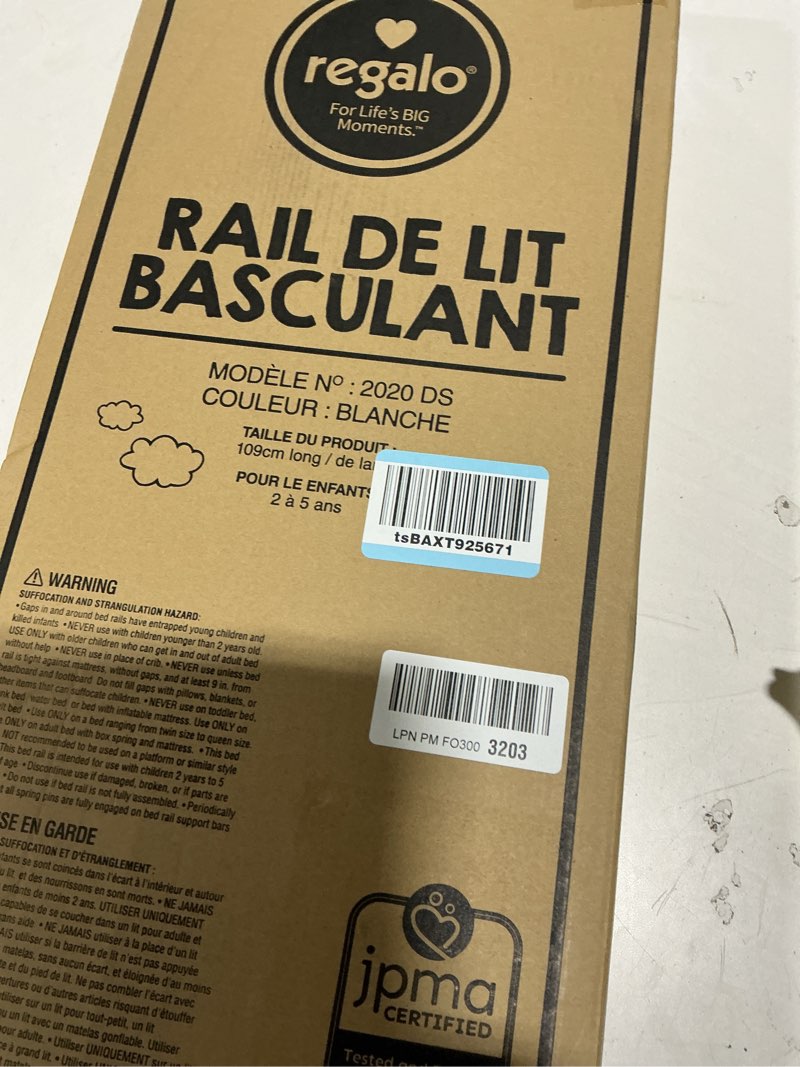 regalo®
For Life's BIG
Moments.™
RAIL DE LIT
BASCULANT
MODÈLE Nº : 2020 DS
COULEUR : BLANCHE
TAILLE DU PRODUIT :
109cm long / de
POUR LE ENFANTS
2 à 5 ans
tsBAXT925671
LPN PM FO300 3203
WARNING
SUFFOCATION AND STRANGULATION HAZARD:
• Gaps in and around bed rails have entrapped young children and
killed infants • NEVER use with children younger than 2 years old.
USE ONLY with older children who can get in and out of adult bed
without help • NEVER use in place of crib. • NEVER use unless bed
rail is tight against mattress, without gaps, and at least 9 in. from
headboard and footboard. Do not fill gaps with pillows, blankets, or
other items that can suffocate children. • NEVER use on toddler bed,
bed, water bed or bed with inflatable mattress. Use ONLY on
bed • Use ONLY on a bed ranging from twin size to queen size.
ONLY on adult bed with box spring and mattress. • This bed
NOT recommended to be used on a platform or similar style
This bed rail is intended for use with children 2 years to 5
of age • Discontinue use if damaged, broken, or if parts are
• Do not use if bed rail is not fully assembled. • Periodically
all spring pins are fully engaged on bed rail support bars
SE EN GARDE
SUFFOCATION ET D'ÉTRANGLEMENT :
se sont coincés dans l'écart à l'intérieur et autour
lit, et des nourrissons en sont morts. • NE JAMAIS
enfants de moins 2 ans. UTILISER UNIQUEMENT
capables de se coucher dans un lit pour adulte et
sans aide • NE JAMAIS utiliser à la place d'un lit
utiliser si la barrière de lit n'est pas appuyée
matelas, sans aucun écart, et éloignée d'au moins
et du pied de lit. Ne pas combler l'écart avec
ou d'autres articles risquant d'étouffer
utiliser sur un lit pour tout-petit, un lit
un lit avec un matelas gonflable. Utiliser
pour adulte. • Utiliser UNIQUEMENT sur
à grand lit. • Utiliser
jpma
CERTIFIED
Tested